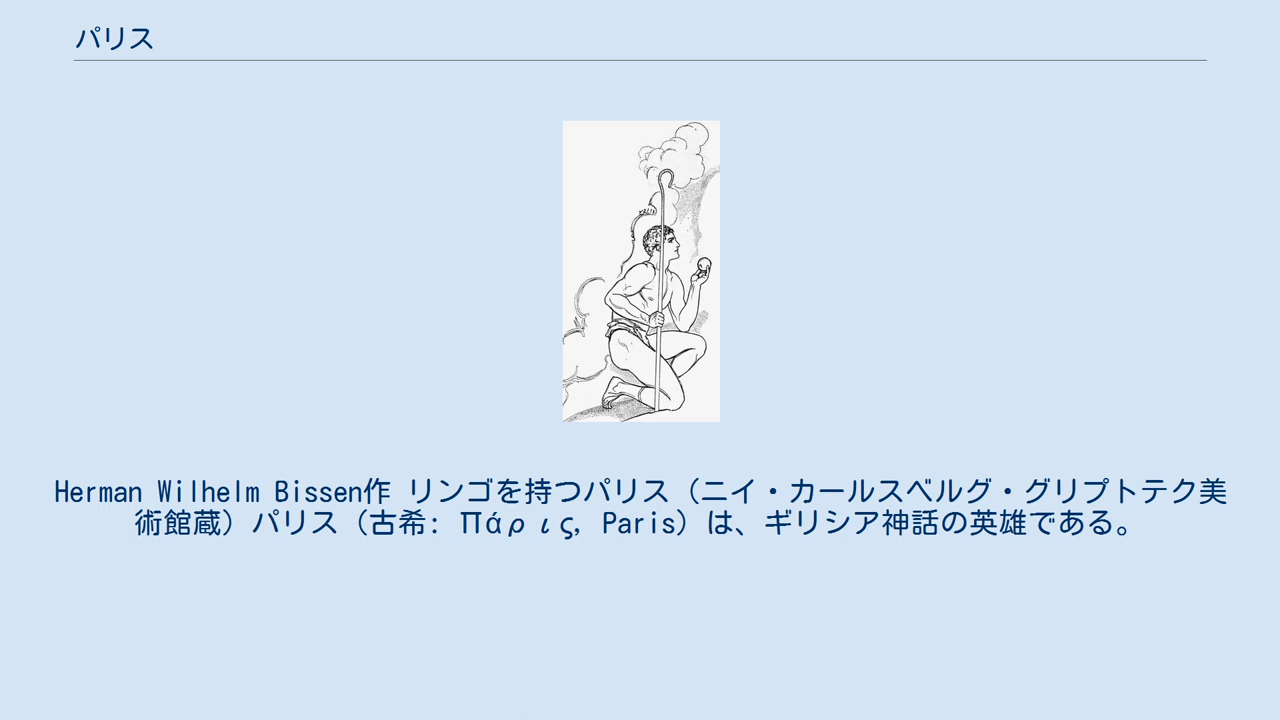 パリス
Herman Wilhelm Bissen作 リンゴを持つパリス（ニイ・カールスベルグ・グリプトテク美
術館蔵）パリス（古希: Πάρις, Paris）は、ギリシア神話の英雄である。